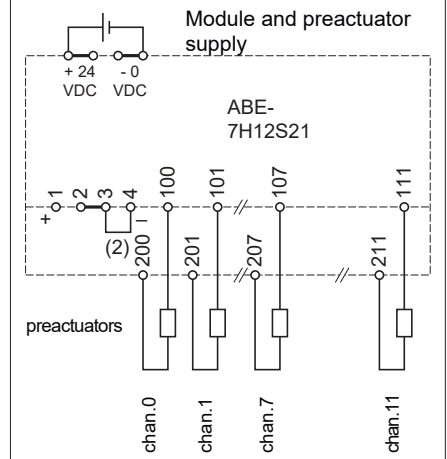 Module and preactuator
supply
+ 24
VDC
- 0
VDC
ABE-
7H12S21
+
1
2
3
4
–
100
101
107
111
(2)
200
201
207
211
preactuators
chan.0
chan.1
chan.7
chan.11